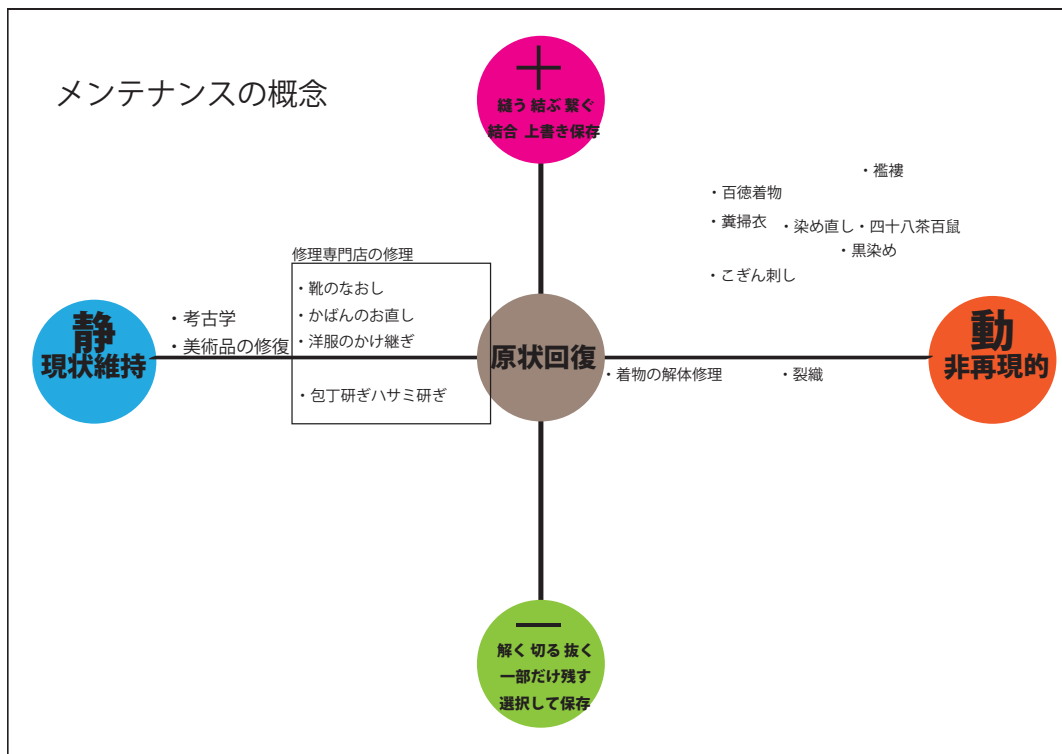 メンテナンスの概念
＋
縫う 結ぶ 繋ぐ
結合 上書き保存
・襤褸
・百徳着物
・糞掃衣
・染め直し・四十八茶百鼠
・黒染め
・こぎん刺し
修理専門店の修理
・靴のなおし
・かばんのお直し
・洋服のかけ継ぎ
・包丁研ぎハサミ研ぎ
・考古学
・美術品の修復
静
現状維持
原状回復
動
非再現的
・着物の解体修理
・裂織
－
解く 切る 抜く
一部だけ残す
選択して保存